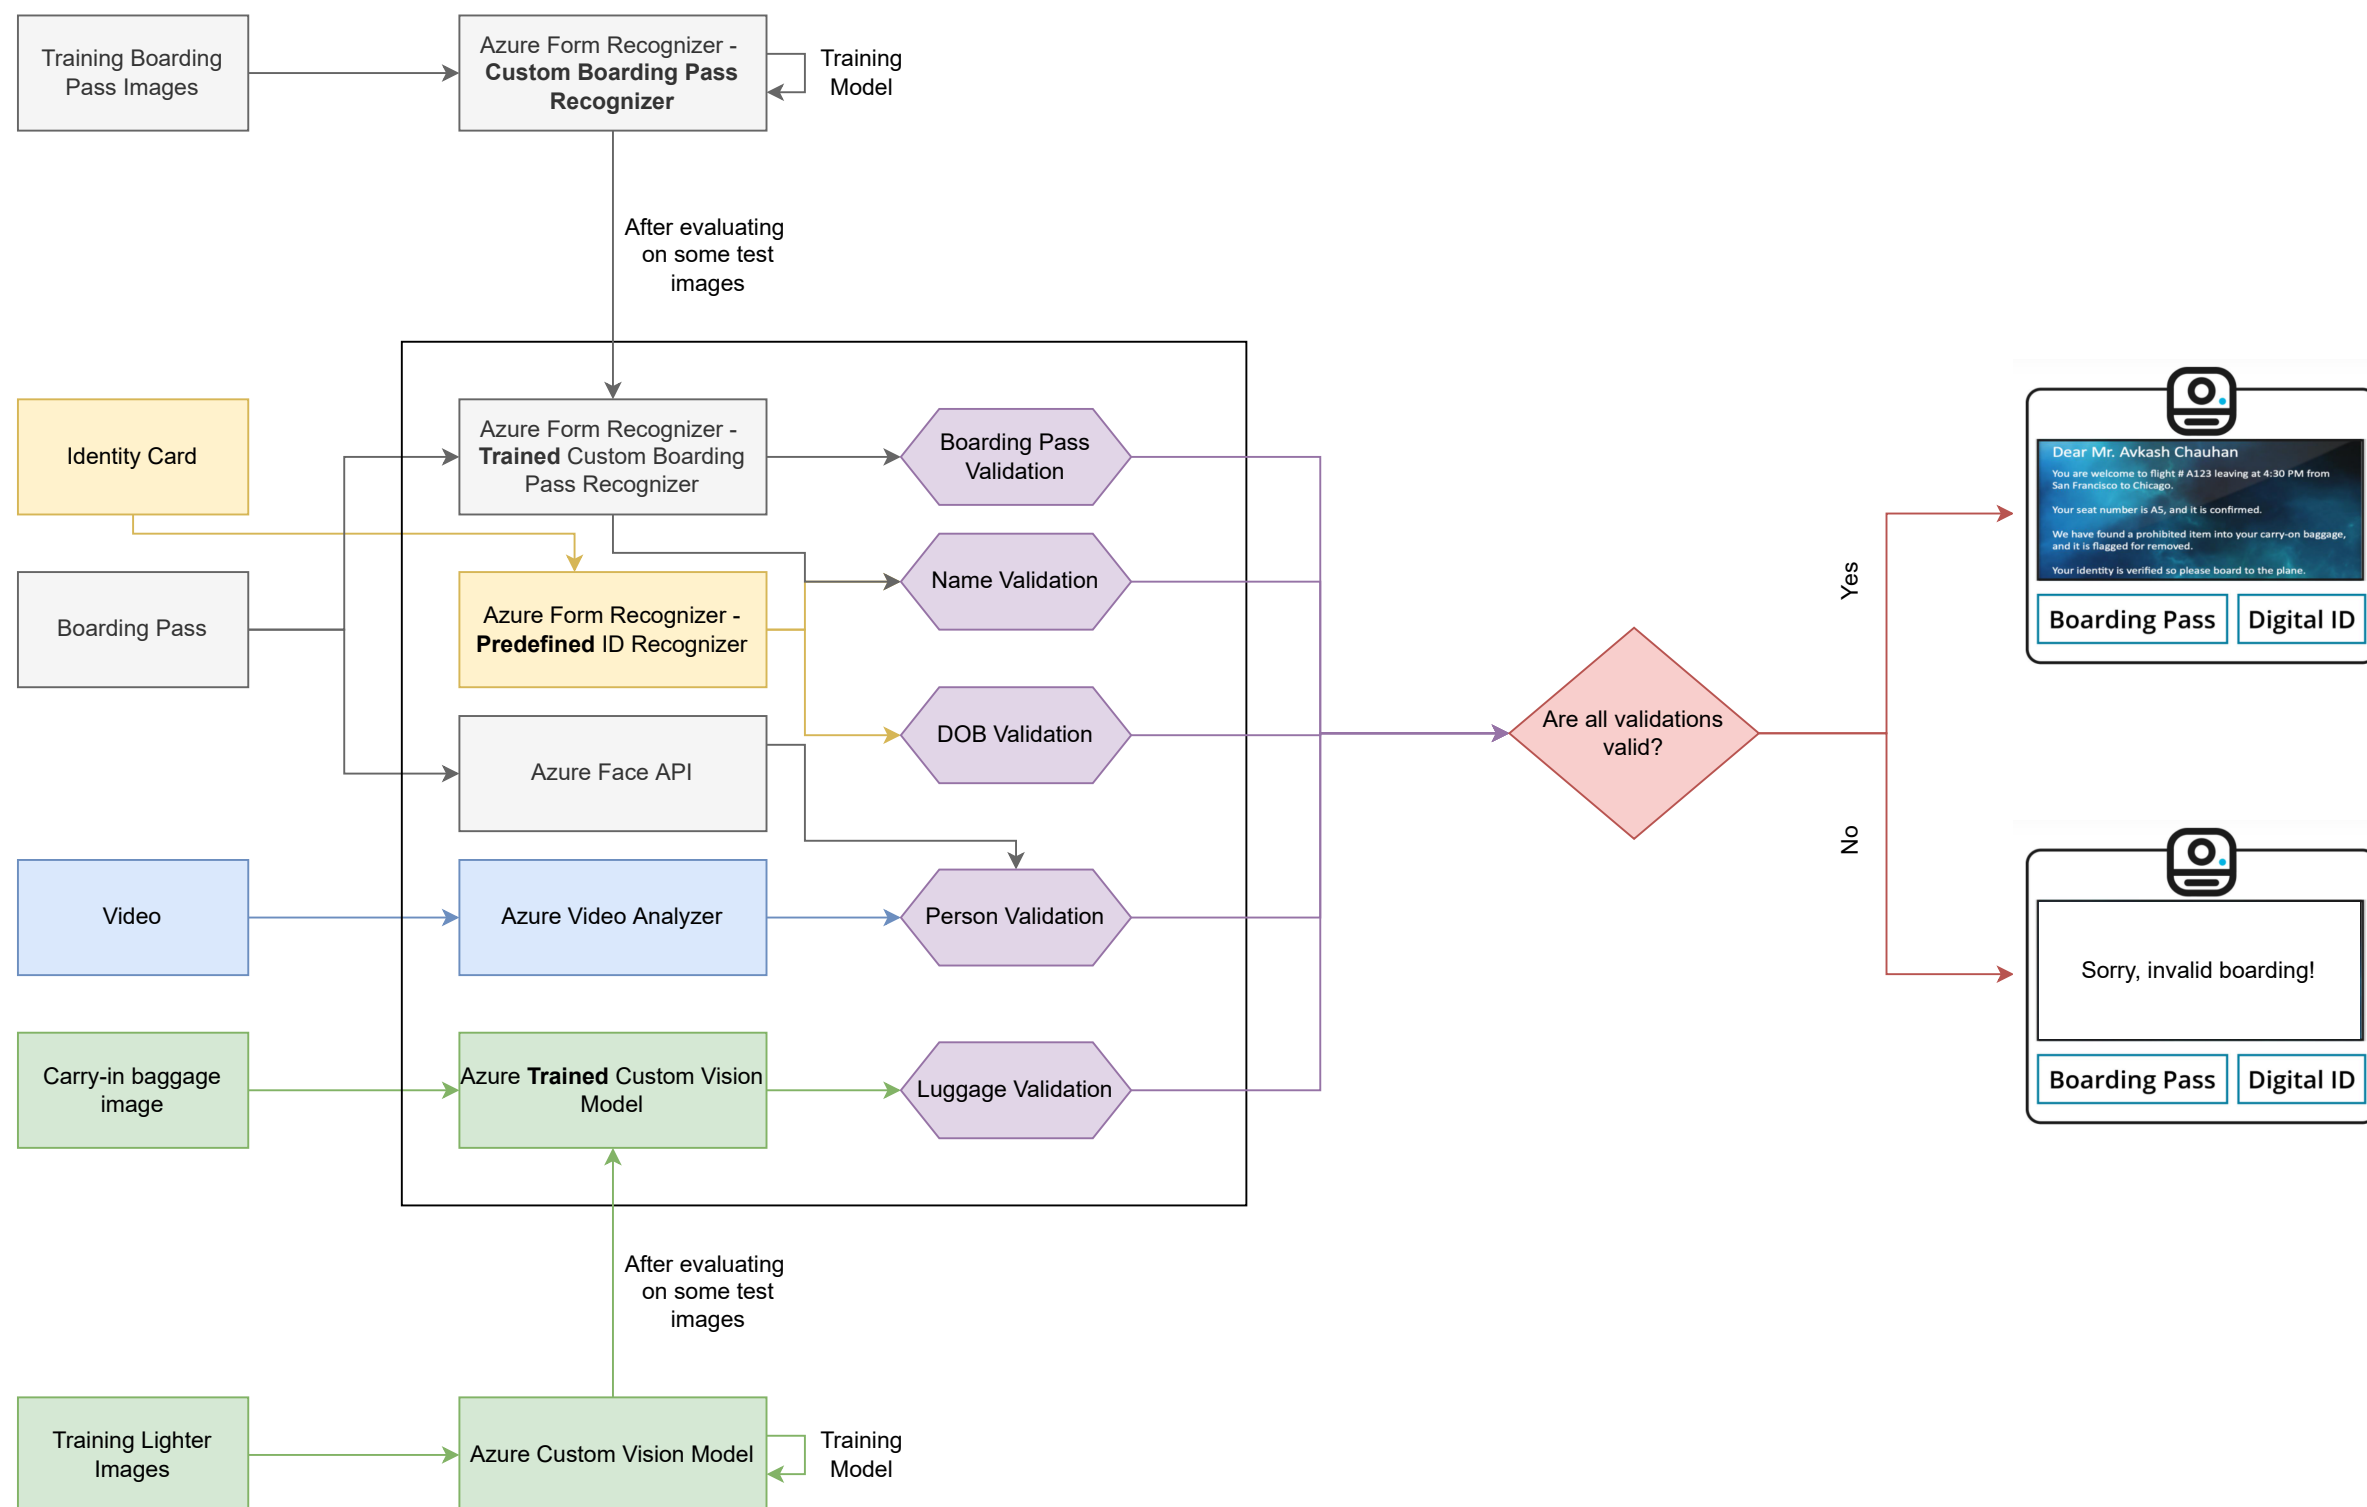 Training Boarding
Pass Images
Azure Form Recognizer -
Custom Boarding Pass
Recognizer
Training
Model
After evaluating
on some test
images
Identity Card
Azure Form Recognizer -
Trained Custom Boarding
Pass Recognizer
Boarding Pass
Validation
Name Validation
Boarding Pass
Azure Form Recognizer -
Predefined ID Recognizer
DOB Validation
Azure Face API
Video
Azure Video Analyzer
Person Validation
Carry-in baggage
image
Azure Trained Custom Vision
Model
Luggage Validation
After evaluating
on some test
images
Training Lighter
Images
Azure Custom Vision Model
Training
Model
Are all validations
valid?
Yes
No
Dear Mr. Avkash Chauhan
You are welcome to flight # A123 leaving at 4:30 PM from
San Francisco to Chicago.
Your seat number is A5, and it is confirmed.
We have found a prohibited item into your carry-on baggage,
and it is flagged for removed.
Your identity is verified so please board to the plane.
Boarding Pass
Digital ID
Sorry, invalid boarding!
Boarding Pass
Digital ID